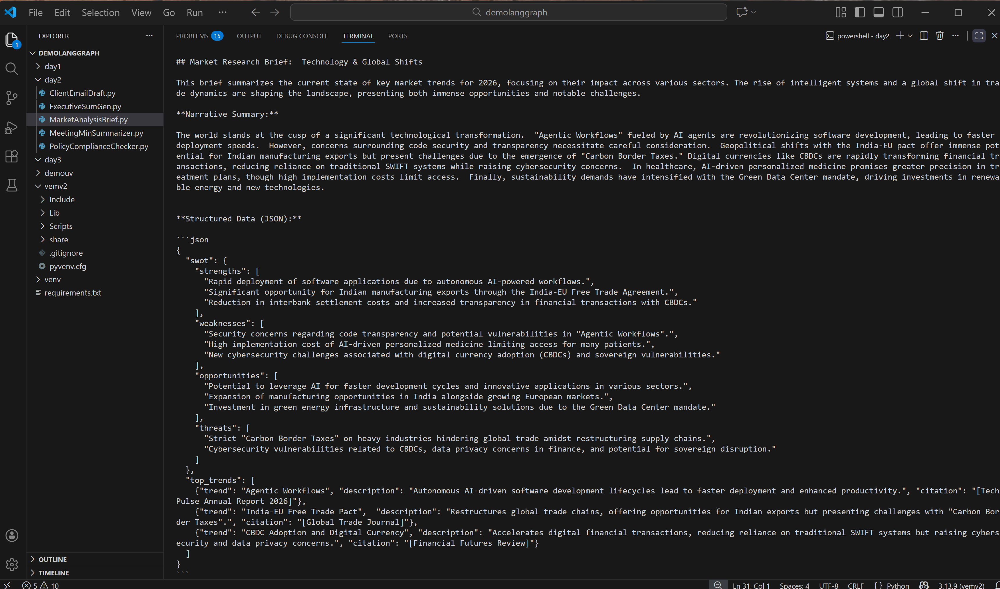 File Edit Selection View Go Run ··· demolanggraph
EXPLORER ···
1
DEMOLANGGRAPH
day1
day2
ClientEmailDraft.py
ExecutiveSumGen.py
MarketAnalysisBrief.py
MeetingMinSummarizer.py
PolicyComplianceChecker.py
day3
demouv
vemv2
Include
Lib
Scripts
share
.gitignore
pyvenv.cfg
venv
requirements.txt
OUTLINE
TIMELINE
PROBLEMS 15 OUTPUT DEBUG CONSOLE TERMINAL PORTS powershell - day2
## Market Research Brief:  Technology & Global Shifts
This brief summarizes the current state of key market trends for 2026, focusing on their impact across various sectors. The rise of intelligent systems and a global shift in tra
de dynamics are shaping the landscape, presenting both immense opportunities and notable challenges.
**Narrative Summary:**
The world stands at the cusp of a significant technological transformation.  "Agentic Workflows" fueled by AI agents are revolutionizing software development, leading to faster
deployment speeds.  However, concerns surrounding code security and transparency necessitate careful consideration.  Geopolitical shifts with the India-EU pact offer immense pot
ential for Indian manufacturing exports but present challenges due to the emergence of "Carbon Border Taxes." Digital currencies like CBDCs are rapidly transforming financial tr
ansactions, reducing reliance on traditional SWIFT systems while raising cybersecurity concerns.  In healthcare, AI-driven personalized medicine promises greater precision in tr
eatment plans, though high implementation costs limit access.  Finally, sustainability demands have intensified with the Green Data Center mandate, driving investments in renewa
ble energy and new technologies.
**Structured Data (JSON):**
```json
{
  "swot": {
    "strengths": [
      "Rapid deployment of software applications due to autonomous AI-powered workflows.",
      "Significant opportunity for Indian manufacturing exports through the India-EU Free Trade Agreement.",
      "Reduction in interbank settlement costs and increased transparency in financial transactions with CBDCs."
    ],
    "weaknesses": [
      "Security concerns regarding code transparency and potential vulnerabilities in "Agentic Workflows".",
      "High implementation cost of AI-driven personalized medicine limiting access for many patients.",
      "New cybersecurity challenges associated with digital currency adoption (CBDCs) and sovereign vulnerabilities."
    ],
    "opportunities": [
      "Potential to leverage AI for faster development cycles and innovative applications in various sectors.",
      "Expansion of manufacturing opportunities in India alongside growing European markets.",
      "Investment in green energy infrastructure and sustainability solutions due to the Green Data Center mandate."
    ],
    "threats": [
      "Strict "Carbon Border Taxes" on heavy industries hindering global trade amidst restructuring supply chains.",
      "Cybersecurity vulnerabilities related to CBDCs, data privacy concerns in finance, and potential for sovereign disruption."
    ]
  },
  "top_trends": [
    {"trend": "Agentic Workflows", "description": "Autonomous AI-driven software development lifecycles lead to faster deployment and enhanced productivity.", "citation": "[Tech
Pulse Annual Report 2026]"},
    {"trend": "India-EU Free Trade Pact",  "description": "Restructures global trade chains, offering opportunities for Indian exports but presenting challenges with "Carbon Bor
der Taxes".", "citation": "[Global Trade Journal]"},
    {"trend": "CBDC Adoption and Digital Currency", "description": "Accelerates digital financial transactions, reducing reliance on traditional SWIFT systems but raising cybers
ecurity and data privacy concerns.", "citation": "[Financial Futures Review]"}
  ]
}
```
5 10 Ln 31, Col 1 Spaces: 4 UTF-8 CRLF { } Python 3.13.9 (vemv2)